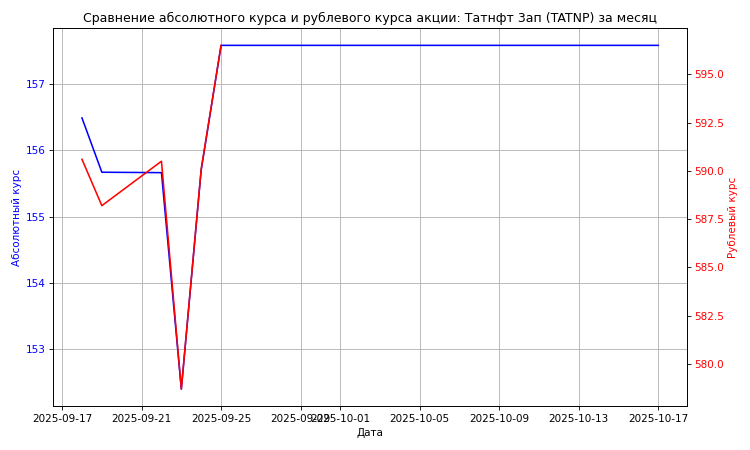 Сравнение абсолютного курса и рублевого курса акции: Татнфт 3ап (TATNP) за месяц
Абсолютный курс
157
156
155
154
153
595.0
592.5
590.0
587.5
585.0
582.5
580.0
Рублевый курс
2025-09-17 2025-09-21 2025-09-25 2025-09-29 2025-10-01 2025-10-05 2025-10-09 2025-10-13 2025-10-17
Дата